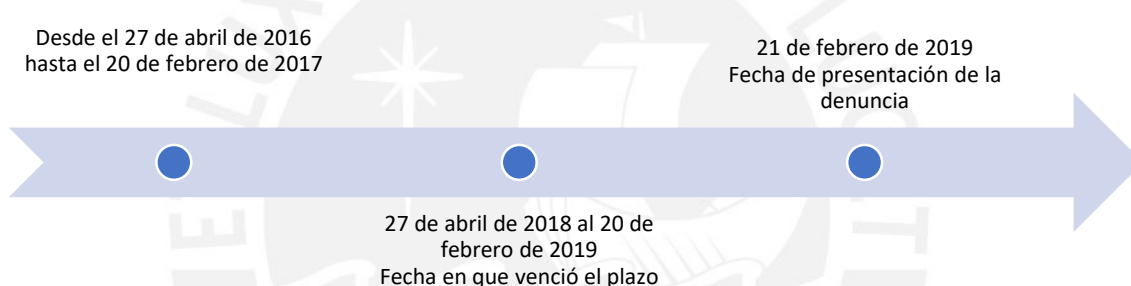 Desde el 27 de abril de 2016
hasta el 20 de febrero de 2017
21 de febrero de 2019
Fecha de presentación de la
denuncia
27 de abril de 2018 al 20 de
febrero de 2019
Fecha en que venció el plazo